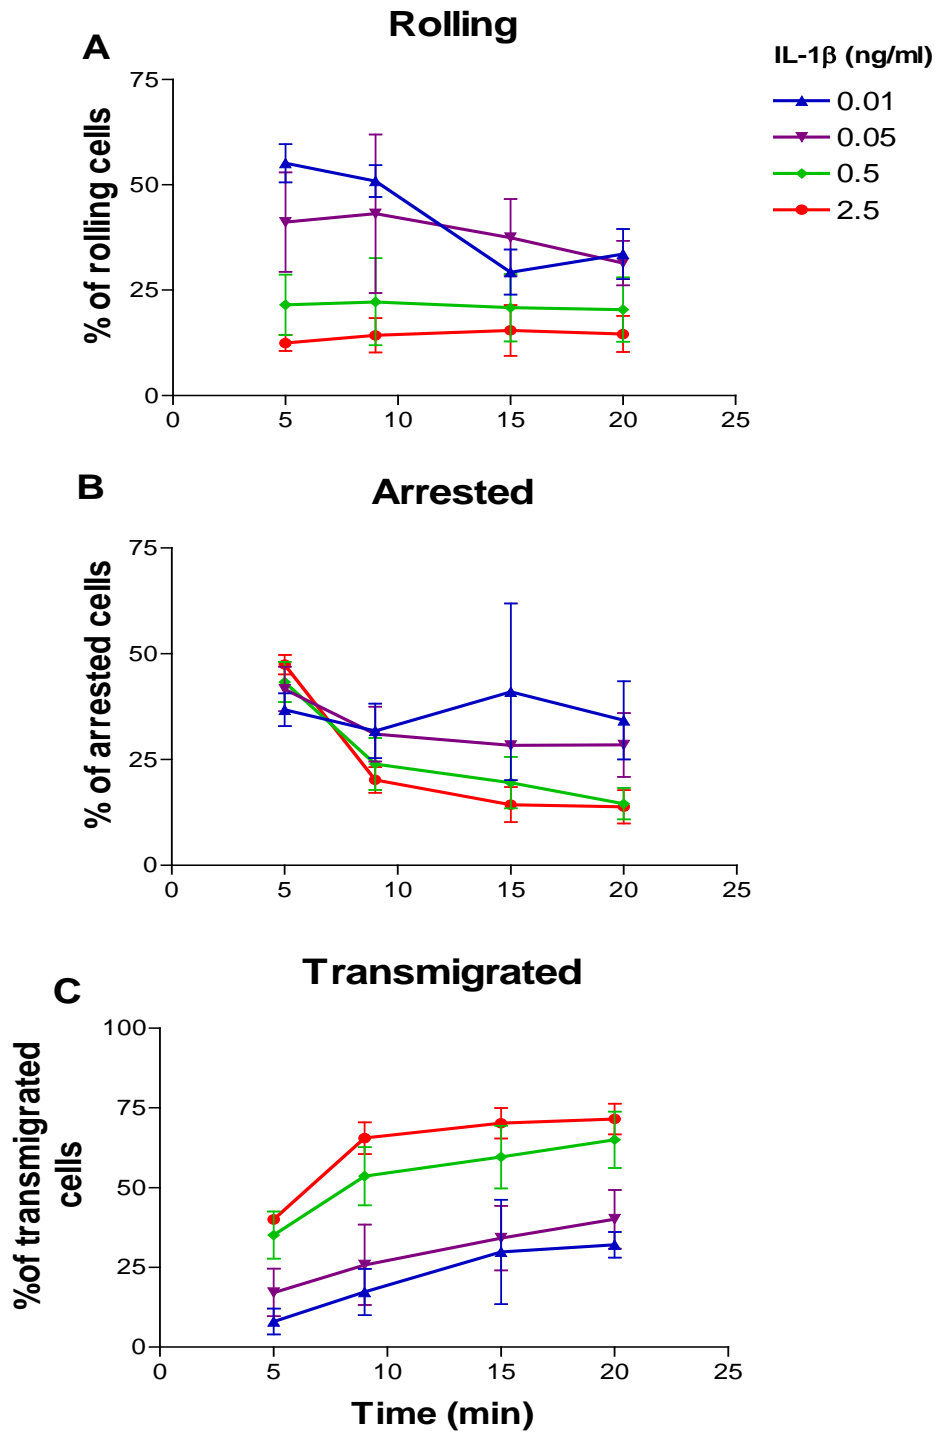 Rolling
A
IL-1β (ng/ml)
0.01
0.05
0.5
2.5
% of rolling cells
75
50
25
0
0 5 10 15 20 25
B
Arrested
% of arrested cells
75
50
25
0
0 5 10 15 20 25
Transmigrated
C
%of transmigrated
cells
100
75
50
25
0
0 5 10 15 20 25
Time (min)